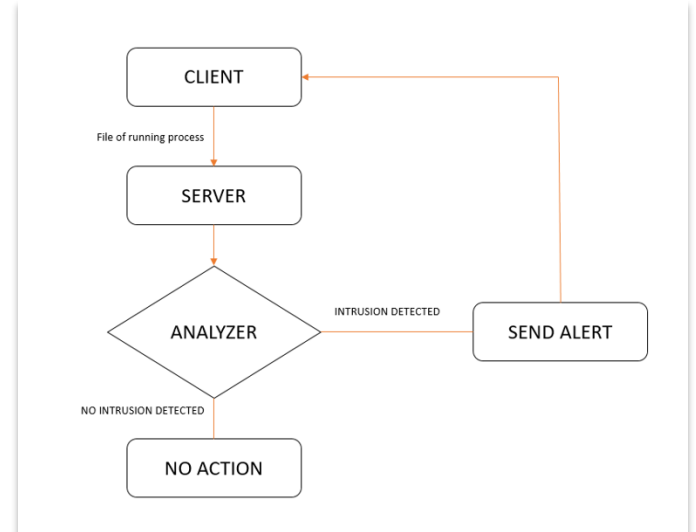 CLIENT
File of running process
SERVER
INTRUSION DETECTED
ANALYZER
SEND ALERT
NO INTRUSION DETECTED
NO ACTION